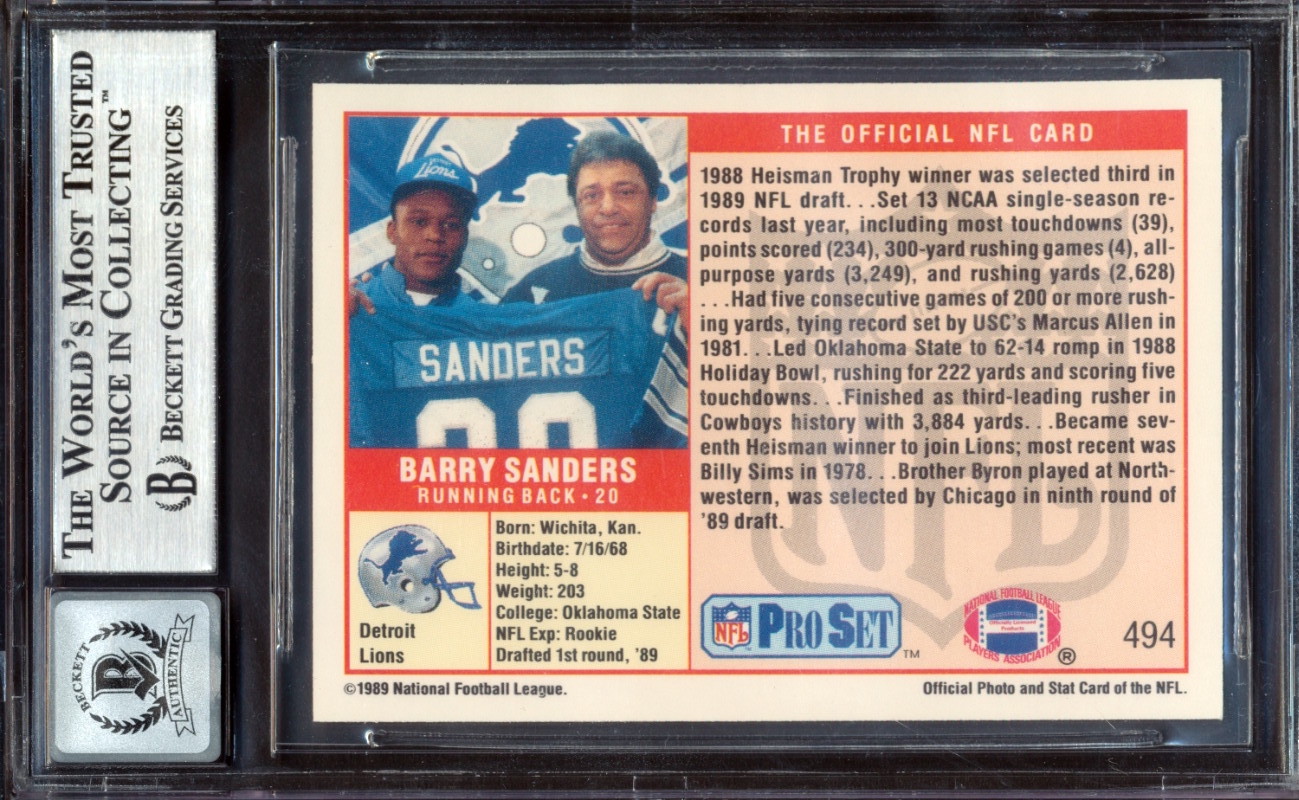 THE WORLD'S MOST TRUSTED
SOURCE IN COLLECTING™
BECKETT GRADING SERVICES
B
BECKETT
B
AUTHENTIC
Lions
SANDERS
20
BARRY SANDERS
RUNNING BACK • 20
Detroit
Lions
Born: Wichita, Kan.
Birthdate: 7/16/68
Height: 5-8
Weight: 203
College: Oklahoma State
NFL Exp: Rookie
Drafted 1st round, '89
THE OFFICIAL NFL CARD
1988 Heisman Trophy winner was selected third in
1989 NFL draft. . .Set 13 NCAA single-season re-
cords last year, including most touchdowns (39),
points scored (234), 300-yard rushing games (4), all-
purpose yards (3,249), and rushing yards (2,628)
. . .Had five consecutive games of 200 or more rush-
ing yards, tying record set by USC's Marcus Allen in
1981. . .Led Oklahoma State to 62-14 romp in 1988
Holiday Bowl, rushing for 222 yards and scoring five
touchdowns. . .Finished as third-leading rusher in
Cowboys history with 3,884 yards. . .Became sev-
enth Heisman winner to join Lions; most recent was
Billy Sims in 1978. . .Brother Byron played at North-
western, was selected by Chicago in ninth round of
'89 draft.
NFL
NFL
PRO SET™
NATIONAL FOOTBALL LEAGUE
Officially Licensed
Products
PLAYERS ASSOCIATION®
494
©1989 National Football League.
Official Photo and Stat Card of the NFL.